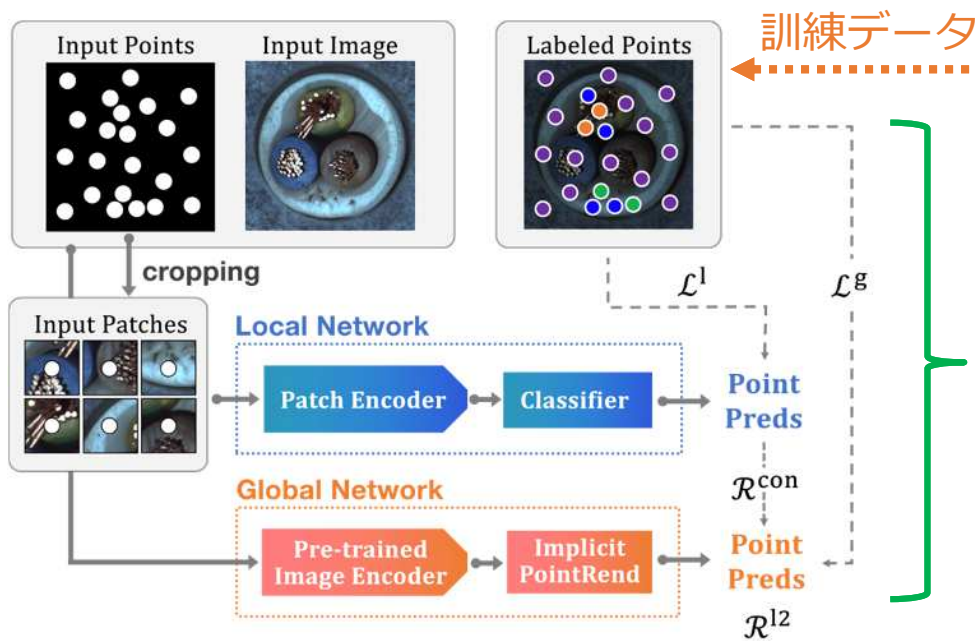 訓練データ
Input Points
Input Image
Labeled Points
cropping
Input Patches
Local Network
Patch Encoder
Classifier
Point
Preds
Global Network
Pre-trained
Image Encoder
Implicit
PointRend
Point
Preds
ℒˡ
ℒᵍ
ℛᶜᵒⁿ
ℛˡ²